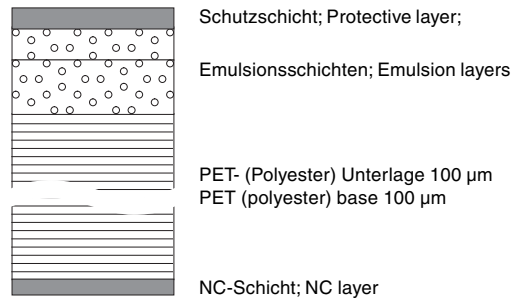 Schutzschicht; Protective layer;
Emulsionsschichten; Emulsion layers
PET- (Polyester) Unterlage 100 µm
PET (polyester) base 100 µm
NC-Schicht; NC layer